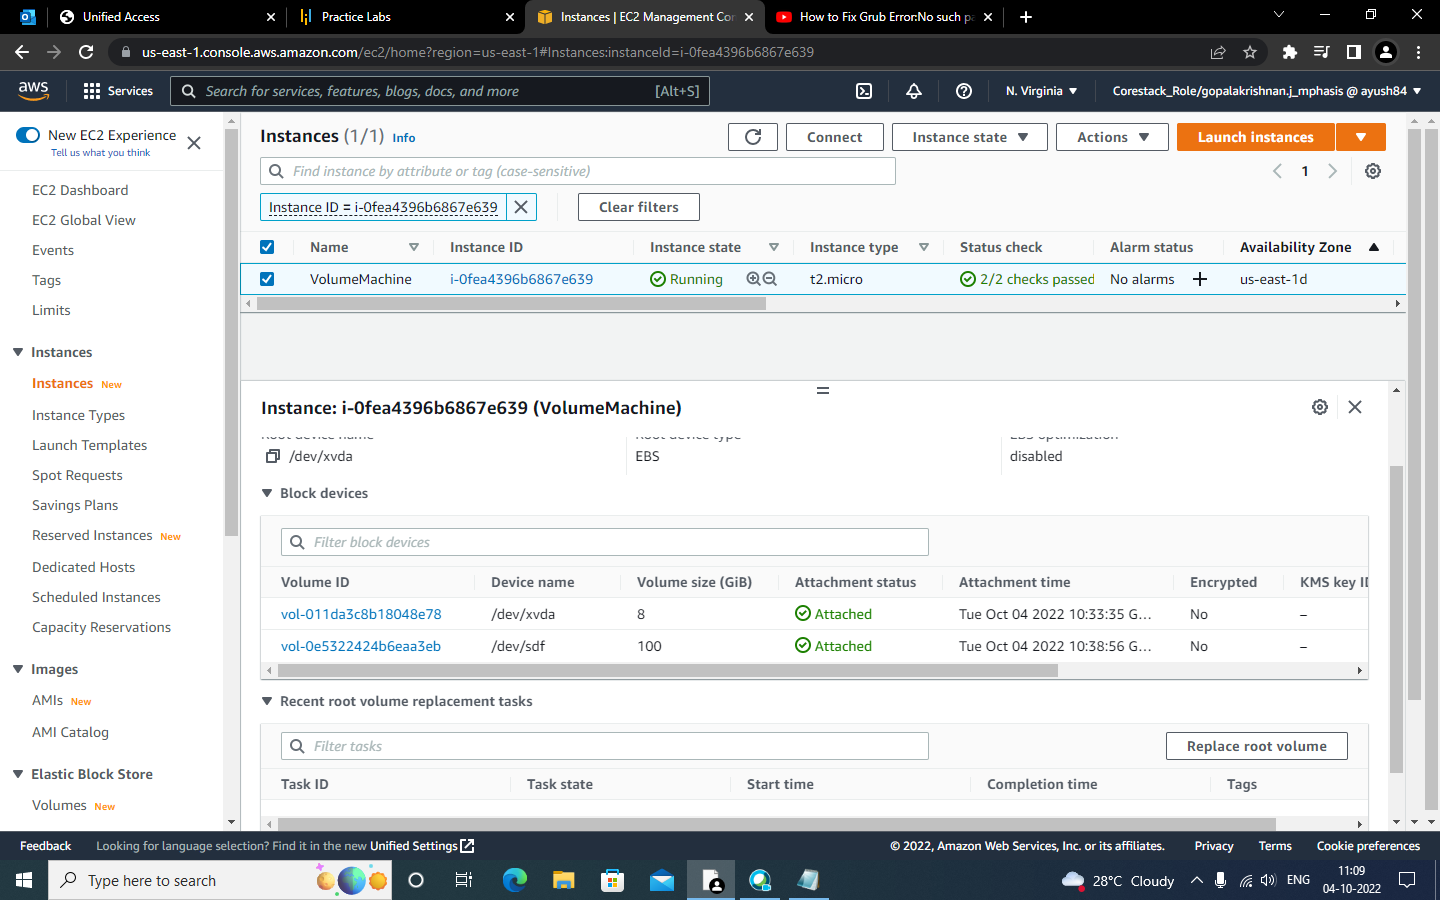 Unified Access
Practice Labs
Instances | EC2 Management Con
How to Fix Grub Error:No such pa
us-east-1.console.aws.amazon.com/ec2/home?region=us-east-1#Instances:instanceId=i-0fea4396b6867e639
aws
Services
Search for services, features, blogs, docs, and more
[Alt+S]
N. Virginia
Corestack_Role/gopalakrishnan.j_mphasis @ ayush84
New EC2 Experience
Tell us what you think
EC2 Dashboard
EC2 Global View
Events
Tags
Limits
Instances
Instances New
Instance Types
Launch Templates
Spot Requests
Savings Plans
Reserved Instances New
Dedicated Hosts
Scheduled Instances
Capacity Reservations
Images
AMIs New
AMI Catalog
Elastic Block Store
Volumes New
Instances (1/1) Info
Connect
Instance state
Actions
Launch instances
Find instance by attribute or tag (case-sensitive)
1
Instance ID = i-0fea4396b6867e639
Clear filters
Name Instance ID Instance state Instance type Status check Alarm status Availability Zone
VolumeMachine i-0fea4396b6867e639 Running t2.micro 2/2 checks passed No alarms + us-east-1d
Instance: i-0fea4396b6867e639 (VolumeMachine)
Root device name Root device type EBS optimization
/dev/xvda EBS disabled
Block devices
Filter block devices
Volume ID Device name Volume size (GiB) Attachment status Attachment time Encrypted KMS key ID
vol-011da3c8b18048e78 /dev/xvda 8 Attached Tue Oct 04 2022 10:33:35 G... No –
vol-0e5322424b6eaa3eb /dev/sdf 100 Attached Tue Oct 04 2022 10:38:56 G... No –
Recent root volume replacement tasks
Filter tasks
Replace root volume
Task ID Task state Start time Completion time Tags
Feedback
Looking for language selection? Find it in the new Unified Settings
© 2022, Amazon Web Services, Inc. or its affiliates.
Privacy
Terms
Cookie preferences
Type here to search
28°C Cloudy
ENG
11:09
04-10-2022